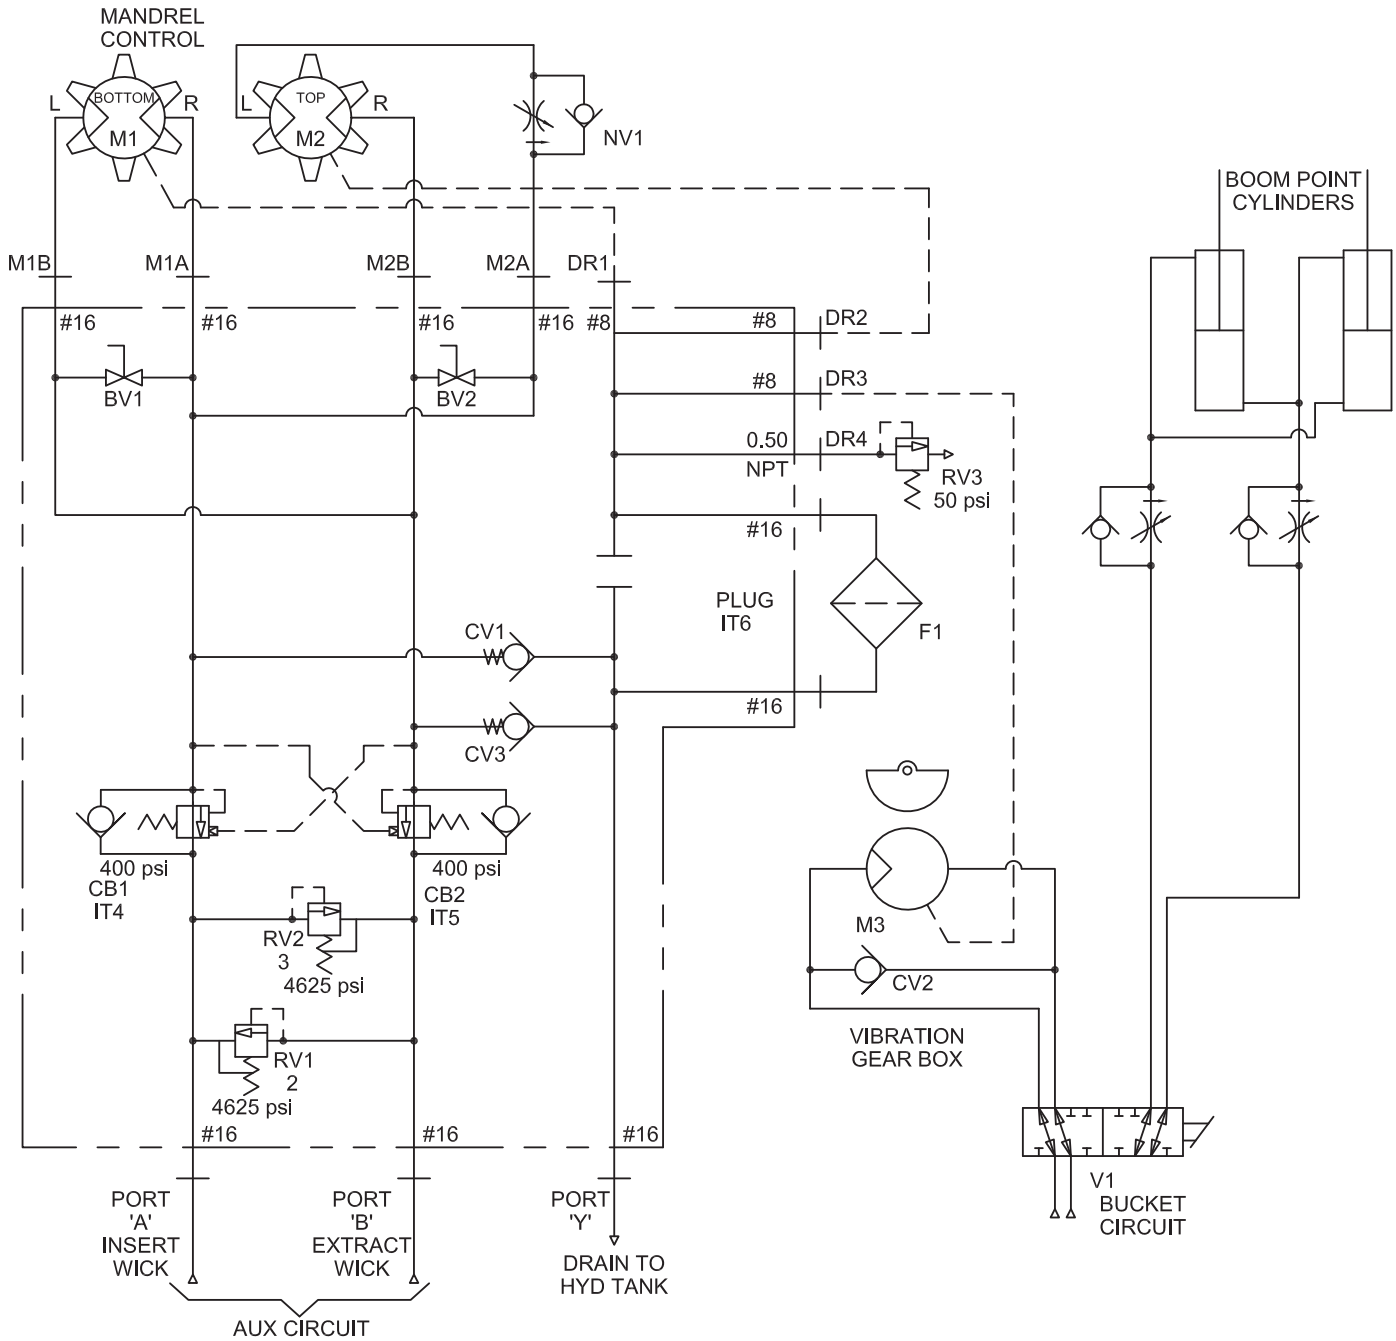 MANDREL
CONTROL
L
BOTTOM
R
M1
L
TOP
R
M2
NV1
BOOM POINT
CYLINDERS
M1B
M1A
M2B
M2A
DR1
#16
#16
#16
#16
#8
#8
DR2
BV1
BV2
#8
DR3
0.50
NPT
DR4
RV3
50 psi
#16
PLUG
IT6
F1
CV1
#16
CV3
400 psi
CB1
IT4
400 psi
CB2
IT5
RV2
3
4625 psi
M3
CV2
VIBRATION
GEAR BOX
RV1
2
4625 psi
#16
#16
#16
PORT
'A'
INSERT
WICK
PORT
'B'
EXTRACT
WICK
PORT
'Y'
DRAIN TO
HYD TANK
V1
BUCKET
CIRCUIT
AUX CIRCUIT